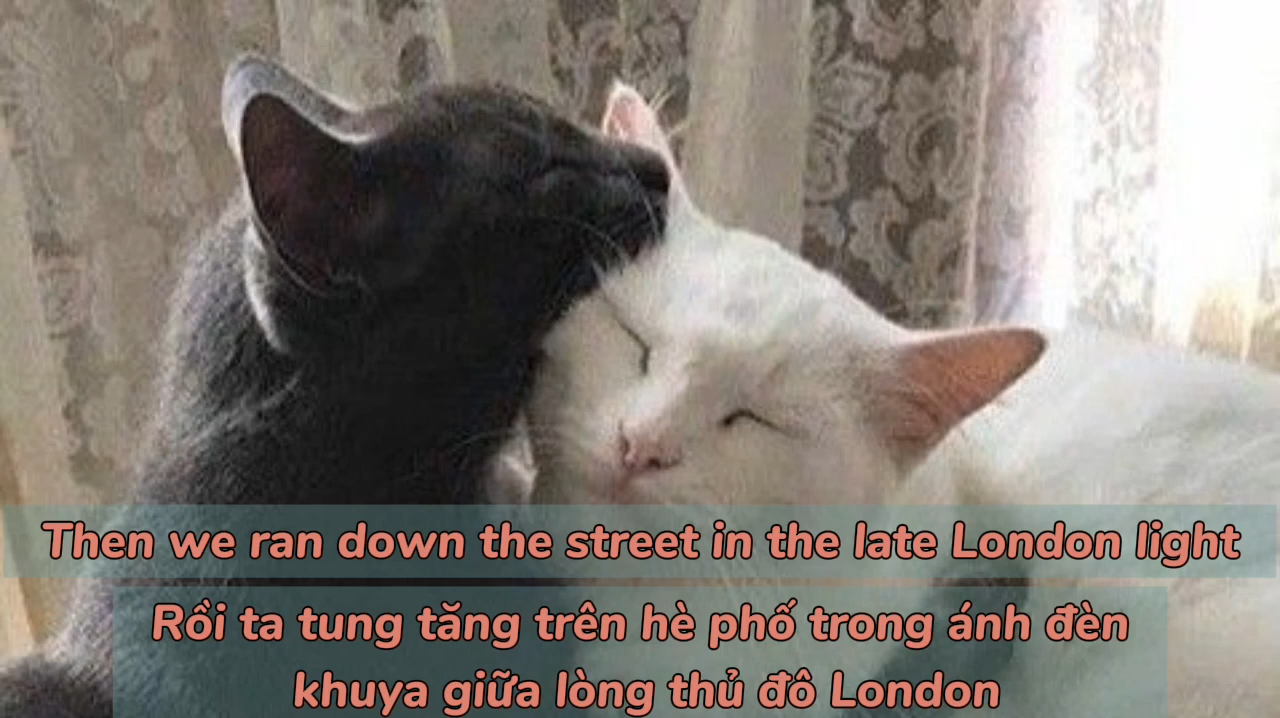 Then we ran down the street in the late London light
Rồi ta tung tăng trên hè phố trong ánh đèn
khuya giữa lòng thủ đô London